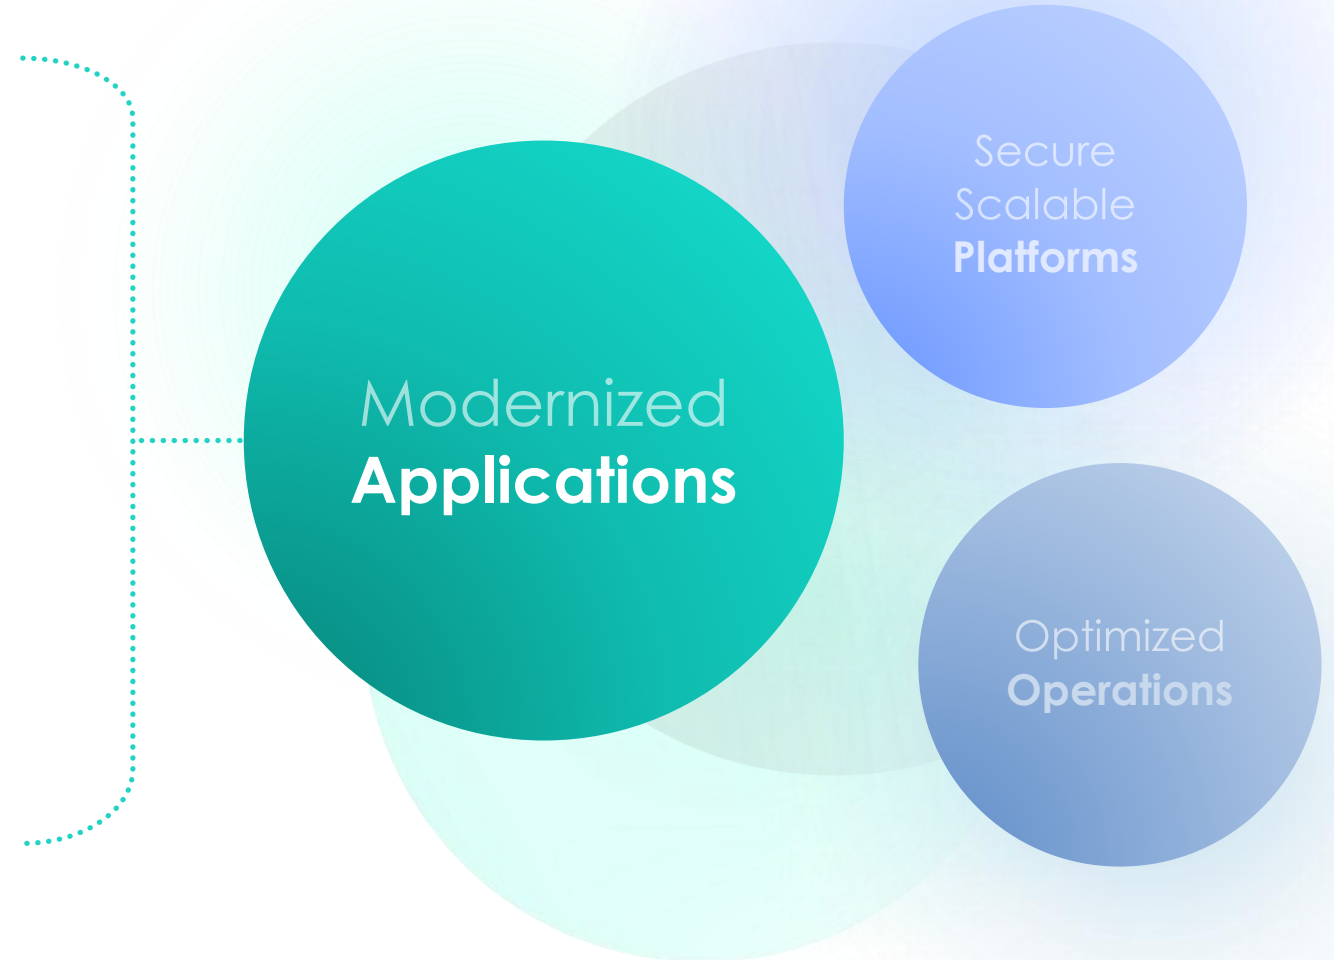 Secure
Scalable
Platforms
Modernized
Applications
Optimized
Operations